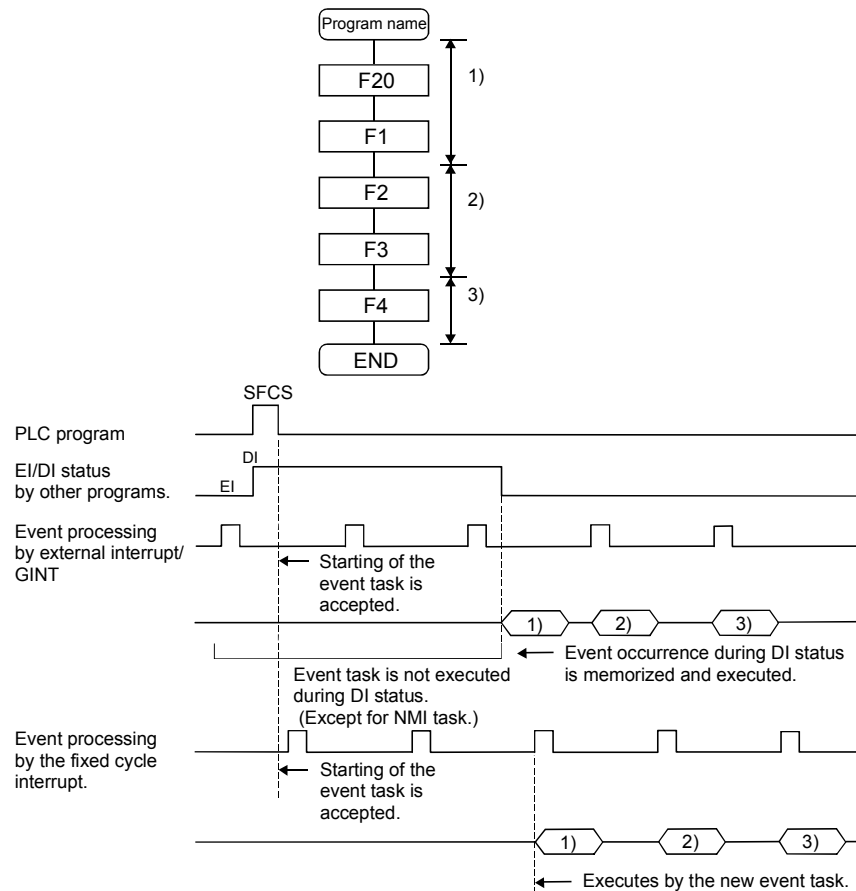 Program name
F20
1)
F1
F2
2)
F3
F4
3)
END
SFCS
PLC program
DI
EI/DI status
by other programs.
EI
Event processing
by external interrupt/
GINT
Starting of the
event task is
accepted.
1)
2)
3)
Event occurrence during DI status
is memorized and executed.
Event task is not executed
during DI status.
(Except for NMI task.)
Event processing
by the fixed cycle
interrupt.
Starting of the
event task is
accepted.
1)
2)
3)
Executes by the new event task.